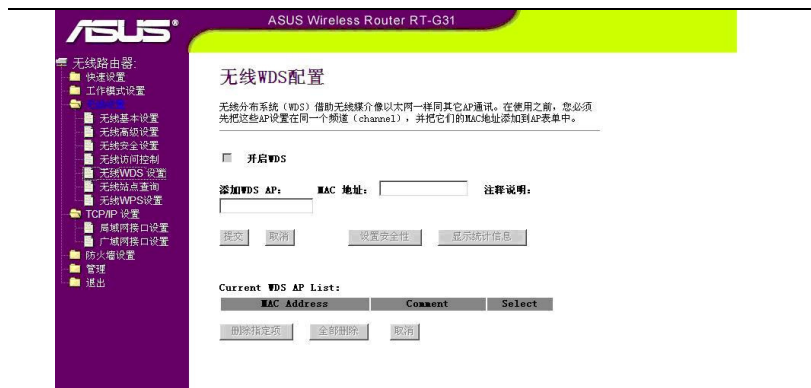 ASUS
ASUS Wireless Router RT-G31
无线路由器:
快速设置
工作模式设置
无线设置
无线基本设置
无线高级设置
无线安全设置
无线访问控制
无线WDS 设置
无线站点查询
无线WPS设置
TCP/IP 设置
局域网接口设置
广域网接口设置
防火墙设置
管理
退出
无线WDS配置
无线分布系统(WDS)借助无线媒介像以太网一样同其它AP通讯。在使用之前,您必须
先把这些AP设置在同一个频道(channel),并把它们的MAC地址添加到AP表单中。
开启WDS
添加WDS AP: MAC 地址: 注释说明:
提交 取消 设置安全性 显示统计信息
Current WDS AP List:
MAC Address Comment Select
删除指定项 全部删除 取消